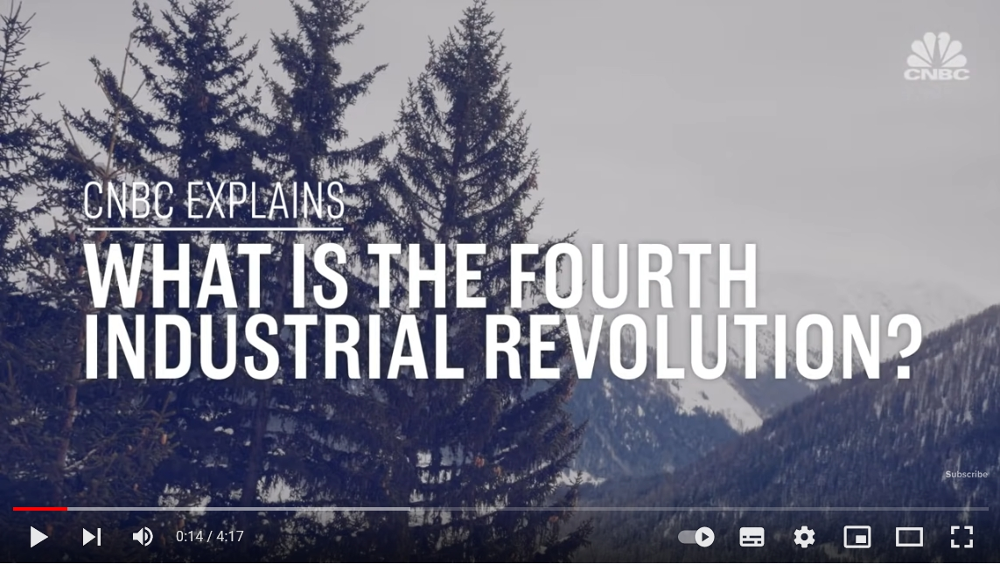 CNBC
CNBC EXPLAINS
WHAT IS THE FOURTH
INDUSTRIAL REVOLUTION?
Subscribe
0:14 / 4:17